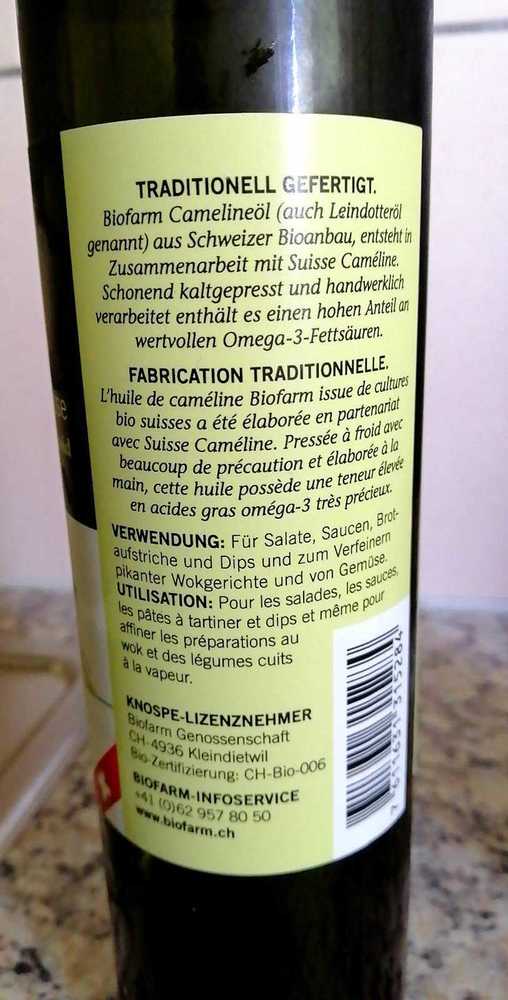 TRADITIONELL GEFERTIGT.
Biofarm Camelineöl (auch Leindotteröl
genannt) aus Schweizer Bioanbau, entsteht in
Zusammenarbeit mit Suisse Caméline.
Schonend kaltgepresst und handwerklich
verarbeitet enthält es einen hohen Anteil an
wertvollen Omega-3-Fettsäuren.
FABRICATION TRADITIONNELLE.
L'huile de caméline Biofarm issue de cultures
bio suisses a été élaborée en partenariat
avec Suisse Caméline. Pressée à froid avec
beaucoup de précaution et élaborée à la
main, cette huile possède une teneur élevée
en acides gras oméga-3 très précieux.
VERWENDUNG: Für Salate, Saucen, Brot-
aufstriche und Dips und zum Verfeinern
pikanter Wokgerichte und von Gemüse.
UTILISATION: Pour les salades, les sauces,
les pâtes à tartiner et dips et même pour
affiner les préparations au
wok et des légumes cuits
à la vapeur.
KNOSPE-LIZENZNEHMER
Biofarm Genossenschaft
CH-4936 Kleindietwil
Bio-Zertifizierung: CH-Bio-006
BIOFARM-INFOSERVICE
+41 (0)62 957 80 50
www.biofarm.ch
7 611631 315284